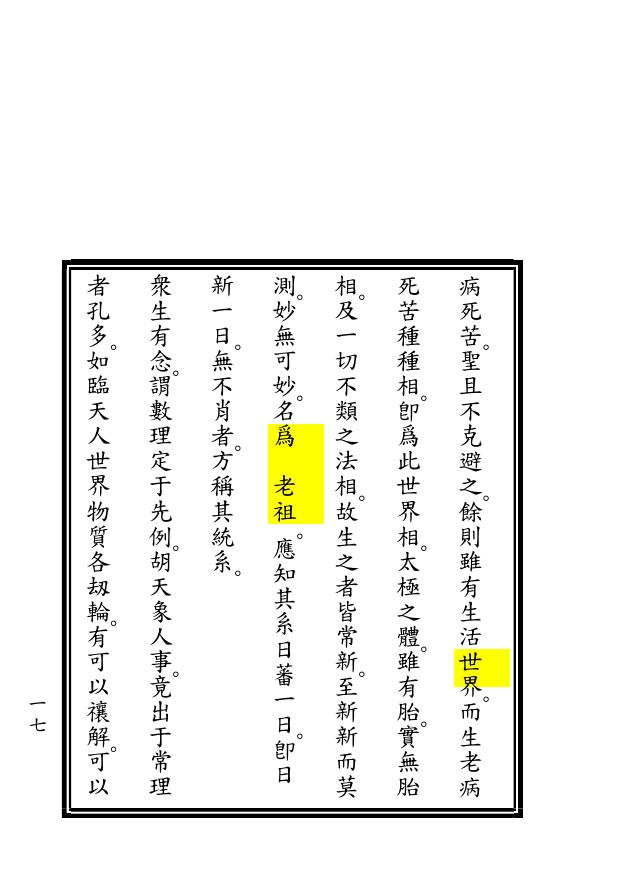 病死苦。聖且不克避之。餘則雖有生活世界。而生老病
死苦種種相。卽爲此世界相。太極之體。雖有胎。實無胎
相。及一切不類之法相。故生之者皆常新。至新新而莫
測。妙無可妙。名爲　老祖。應知其系日蕃一日。卽日
新一日。無不肖者。方稱其統系。
衆生有念。謂數理定于先例。胡天象人事。竟出于常理
者孔多。如臨天人世界物質各劫輪。有可以禳解。可以
一七